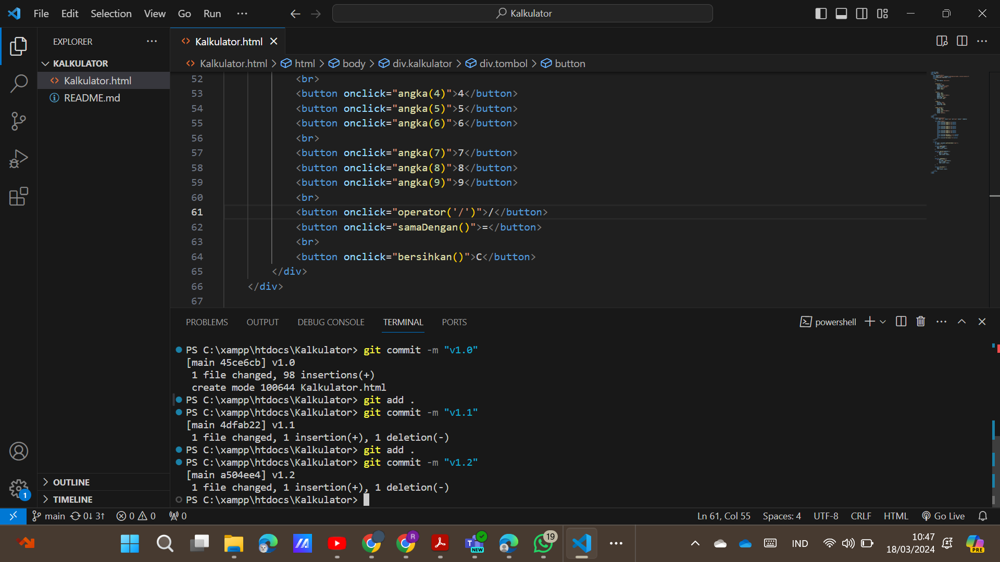 File Edit Selection View Go Run ···
Kalkulator
EXPLORER
Kalkulator.html
KALKULATOR
Kalkulator.html
README.md
OUTLINE
TIMELINE
1
Kalkulator.html > html > body > div.kalkulator > div.tombol > button
52 <br>
53 <button onclick="angka(4)">4</button>
54 <button onclick="angka(5)">5</button>
55 <button onclick="angka(6)">6</button>
56 <br>
57 <button onclick="angka(7)">7</button>
58 <button onclick="angka(8)">8</button>
59 <button onclick="angka(9)">9</button>
60 <br>
61 <button onclick="operator('/')">/</button>
62 <button onclick="samaDengan()">=</button>
63 <br>
64 <button onclick="bersihkan()">C</button>
65 </div>
66 </div>
67
PROBLEMS OUTPUT DEBUG CONSOLE TERMINAL PORTS
powershell
PS C:\xampp\htdocs\Kalkulator> git commit -m "v1.0"
[main 45ce6cb] v1.0
1 file changed, 98 insertions(+)
create mode 100644 Kalkulator.html
PS C:\xampp\htdocs\Kalkulator> git add .
PS C:\xampp\htdocs\Kalkulator> git commit -m "v1.1"
[main 4dfab22] v1.1
1 file changed, 1 insertion(+), 1 deletion(-)
PS C:\xampp\htdocs\Kalkulator> git add .
PS C:\xampp\htdocs\Kalkulator> git commit -m "v1.2"
[main a504ee4] v1.2
1 file changed, 1 insertion(+), 1 deletion(-)
PS C:\xampp\htdocs\Kalkulator>
main 0↓ 3↑ 0 0 0
Ln 61, Col 55 Spaces: 4 UTF-8 CRLF HTML Go Live
R
T
NEW
19
IND
10:47
18/03/2024
PRE